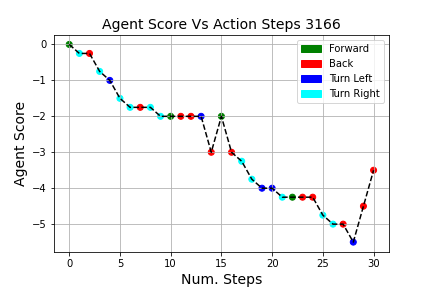 Agent Score Vs Action Steps 3166
Forward
Back
Turn Left
Turn Right
Agent Score
0
−1
−2
−3
−4
−5
0 5 10 15 20 25 30
Num. Steps